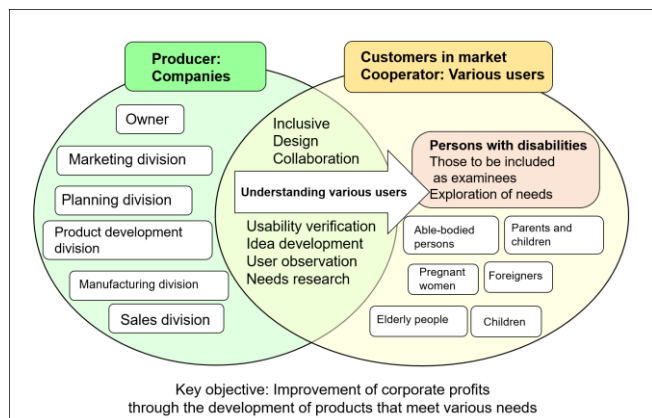 Producer:
Companies
Customers in market
Cooperator: Various users
Owner
Marketing division
Planning division
Product development
division
Manufacturing division
Sales division
Inclusive
Design
Collaboration
Understanding various users
Usability verification
Idea development
User observation
Needs research
Persons with disabilities
Those to be included
as examinees
Exploration of needs
Able-bodied
persons
Parents and
children
Pregnant
women
Foreigners
Elderly people
Children
Key objective: Improvement of corporate profits
through the development of products that meet various needs